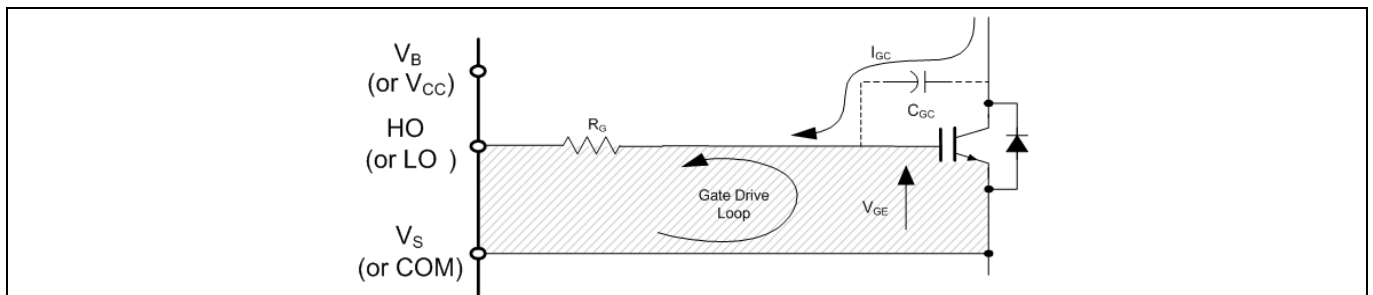 V_B
(or V_CC)
HO
(or LO )
V_S
(or COM)
R_G
I_GC
C_GC
Gate Drive
Loop
V_GE